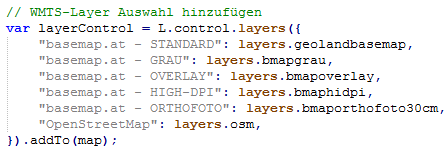 // WMTS-Layer Auswahl hinzufügen
var layerControl = L.control.layers({
"basemap.at - STANDARD": layers.geolandbasemap,
"basemap.at - GRAU": layers.bmapgrau,
"basemap.at - OVERLAY": layers.bmapoverlay,
"basemap.at - HIGH-DPI": layers.bmaphidpi,
"basemap.at - ORTHOFOTO": layers.bmaporthofoto30cm,
"OpenStreetMap": layers.osm,
}).addTo(map);